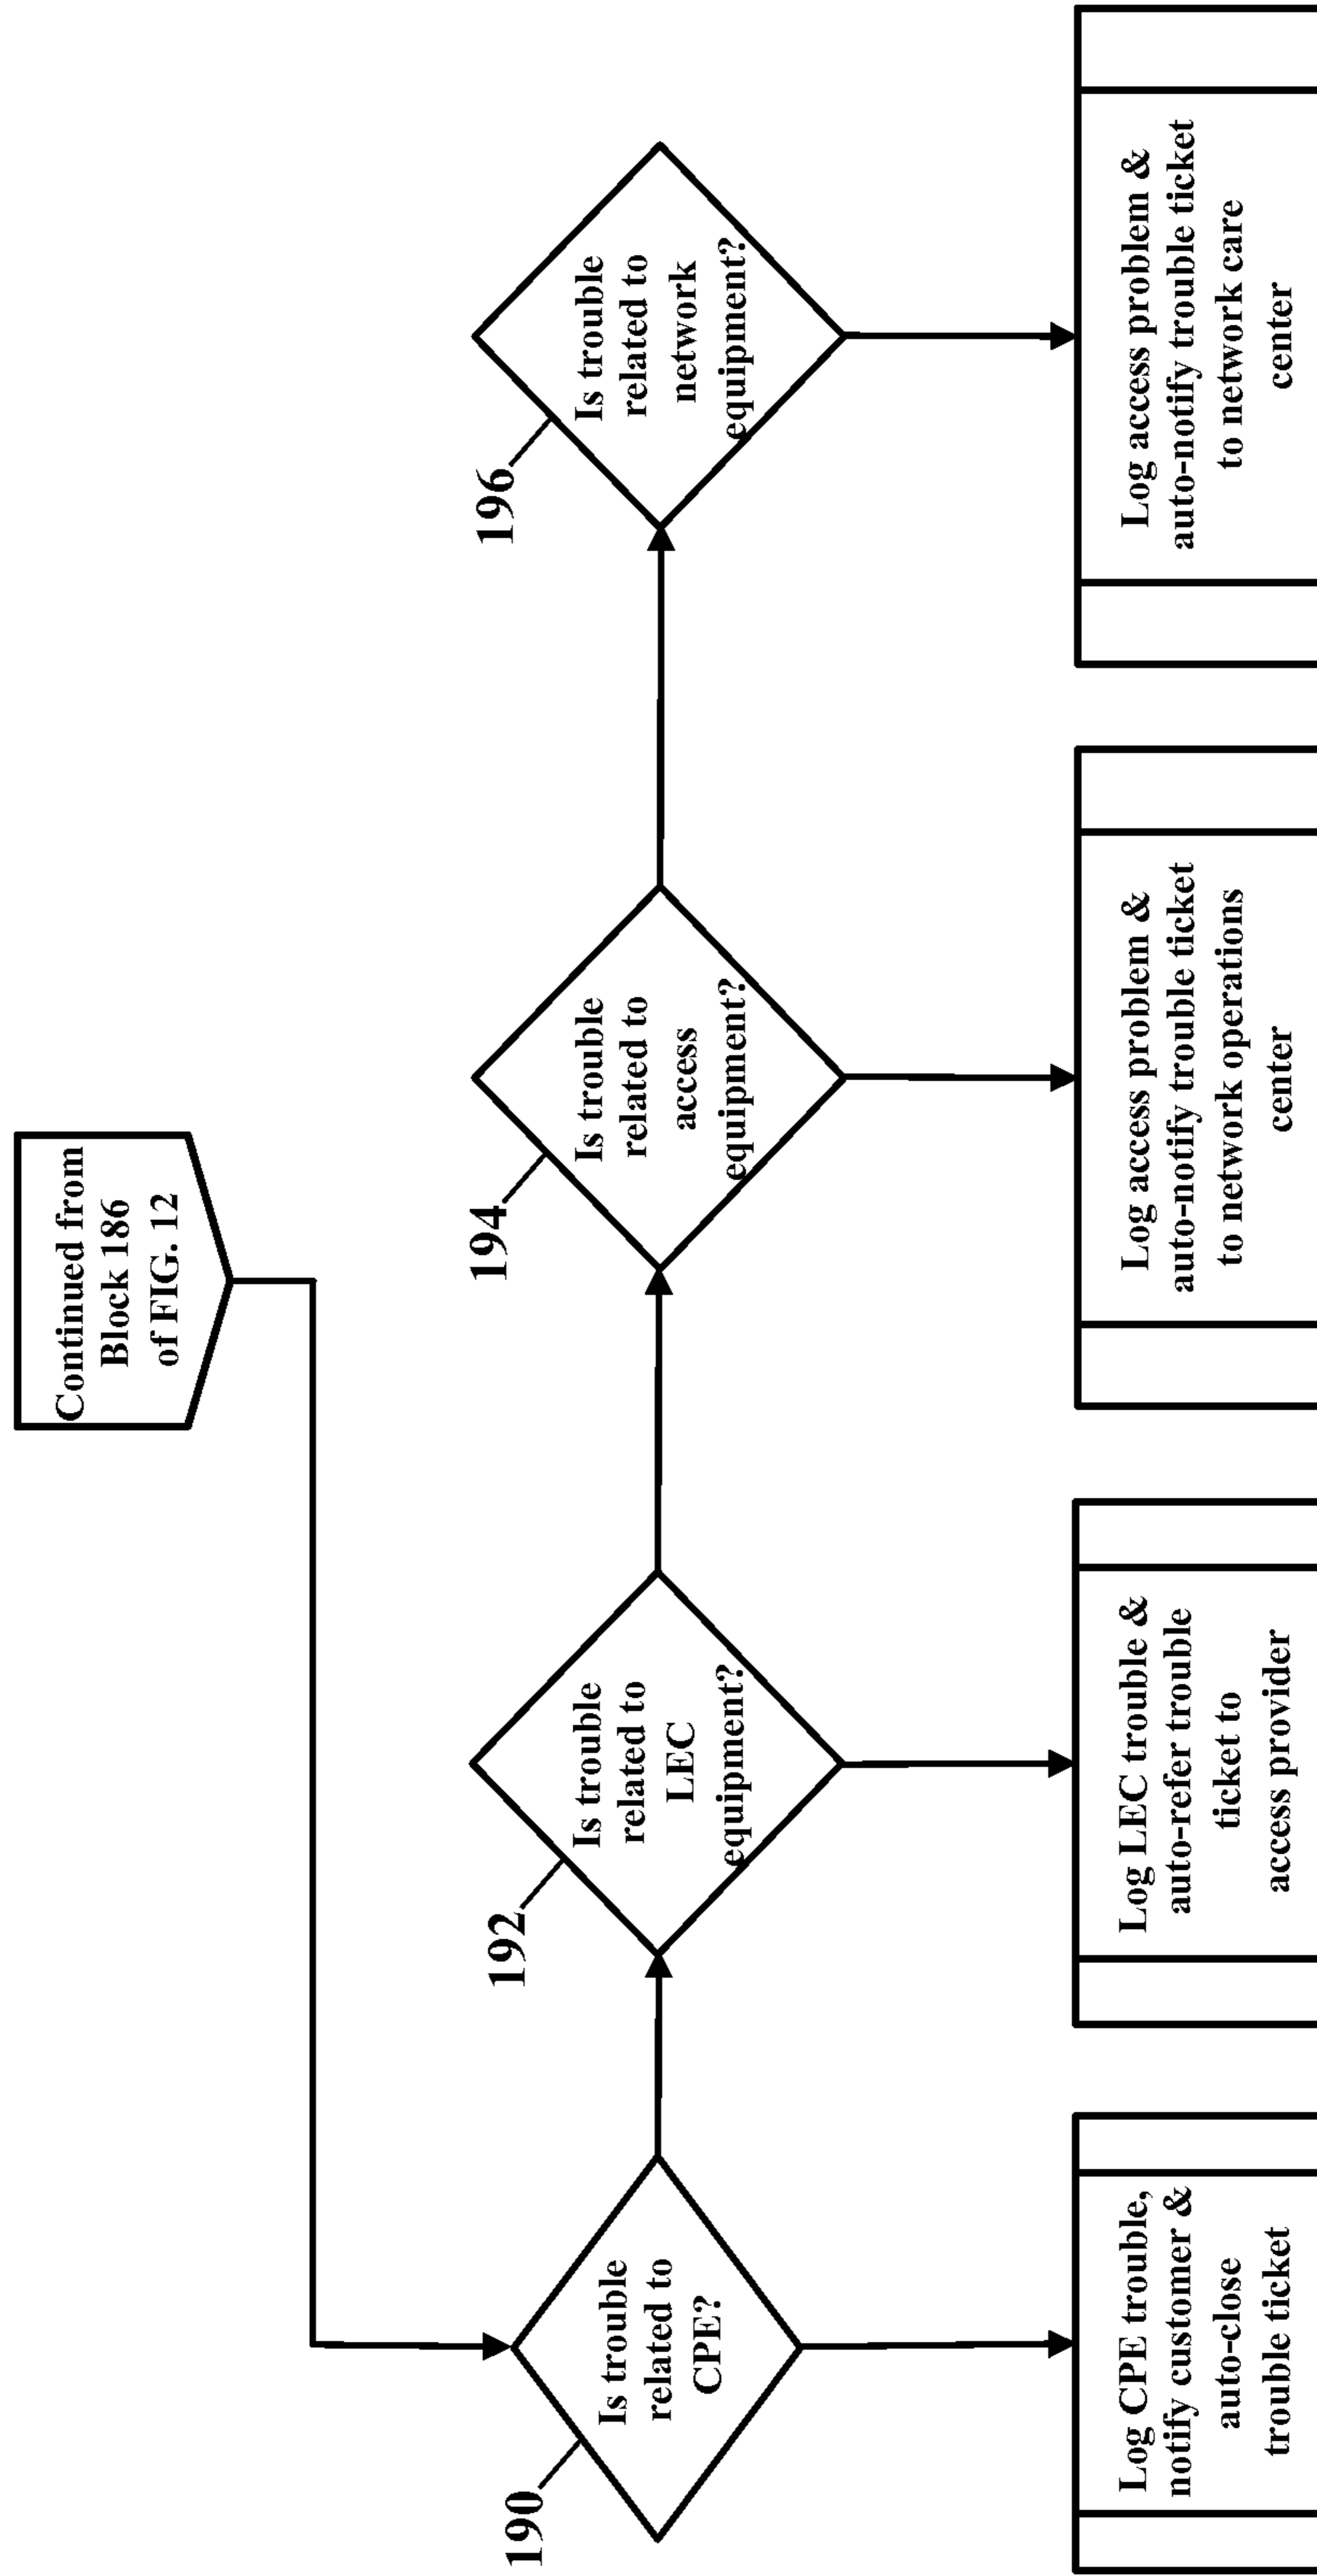 Continued from
Block 186
of FIG. 12
190
Is trouble
related to
CPE?
192
Is trouble
related to
LEC
equipment?
194
Is trouble
related to
access
equipment?
196
Is trouble
related to
network
equipment?
Log CPE trouble,
notify customer &
auto-close
trouble ticket
Log LEC trouble &
auto-refer trouble
ticket to
access provider
Log access problem &
auto-notify trouble ticket
to network operations
center
Log access problem &
auto-notify trouble ticket
to network care
center